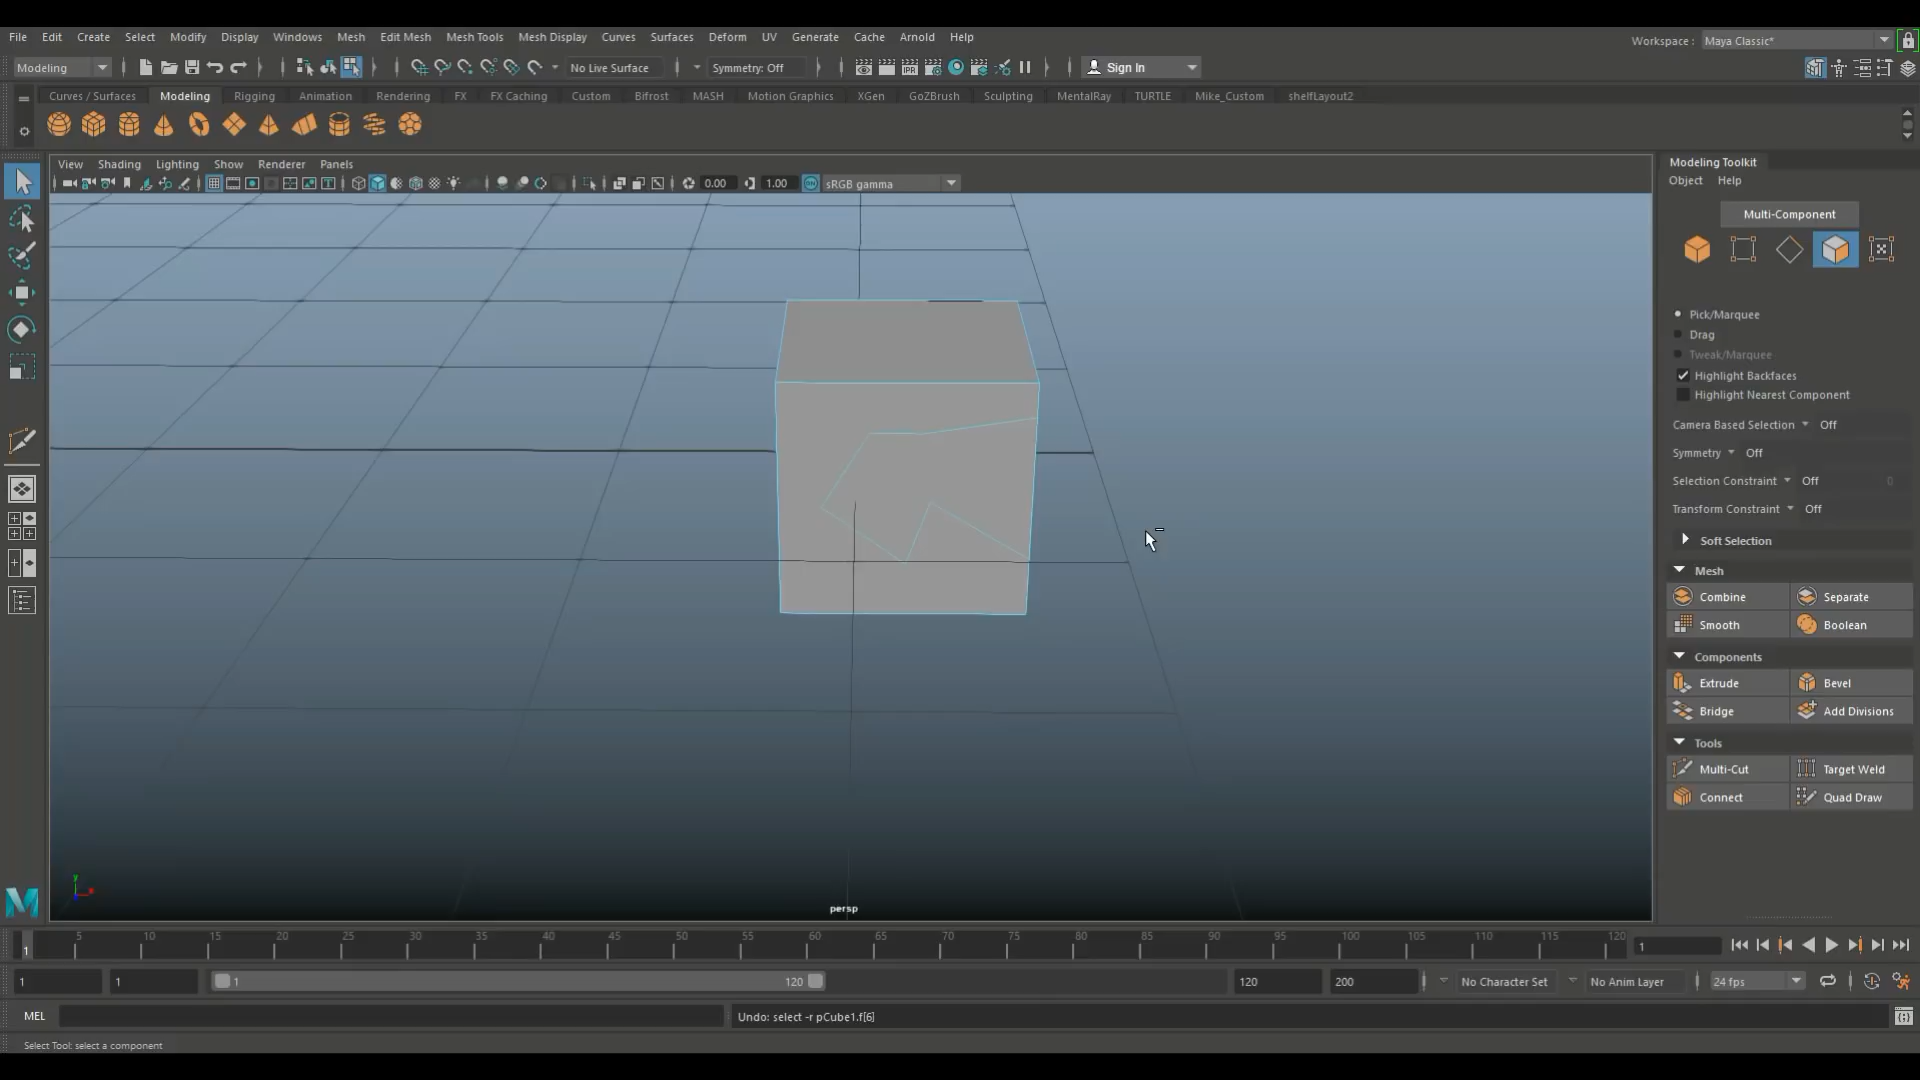 File Edit Create Select Modify Display Windows Mesh Edit Mesh Mesh Tools Mesh Display Curves Surfaces Deform UV Generate Cache Arnold Help
Workspace : Maya Classic*
Modeling No Live Surface Symmetry: Off Sign In
Curves / Surfaces Modeling Rigging Animation Rendering FX FX Caching Custom Bifrost MASH Motion Graphics XGen GoZBrush Sculpting MentalRay TURTLE Mike_Custom shelfLayout2
View Shading Lighting Show Renderer Panels
IPR 0.00 1.00 sRGB gamma
Modeling Toolkit
Object Help
Multi-Component
Pick/Marquee
Drag
Tweak/Marquee
Highlight Backfaces
Highlight Nearest Component
Camera Based Selection Off
Symmetry Off
Selection Constraint Off 0
Transform Constraint Off
Soft Selection
Mesh
Combine Separate
Smooth Boolean
Components
Extrude Bevel
Bridge Add Divisions
Tools
Multi-Cut Target Weld
Connect Quad Draw
y
x
persp
1 5 10 15 20 25 30 35 40 45 50 55 60 65 70 75 80 85 90 95 100 105 110 115 120 1
1 1 1 120 120 200 No Character Set No Anim Layer 24 fps
MEL Undo: select -r pCube1.f[6]
Select Tool: select a component